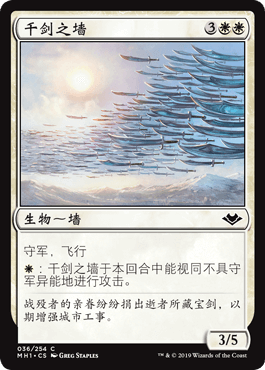 千剑之墙 3
生物～墙
守军，飞行
：千剑之墙于本回合中能视同不具守
军异能地进行攻击。
战殁者的亲眷纷纷捐出逝者所藏宝剑，以
期增强城市工事。
3/5
036/254 C
MH1 • CS GREG STAPLES
™ & © 2019 Wizards of the Coast